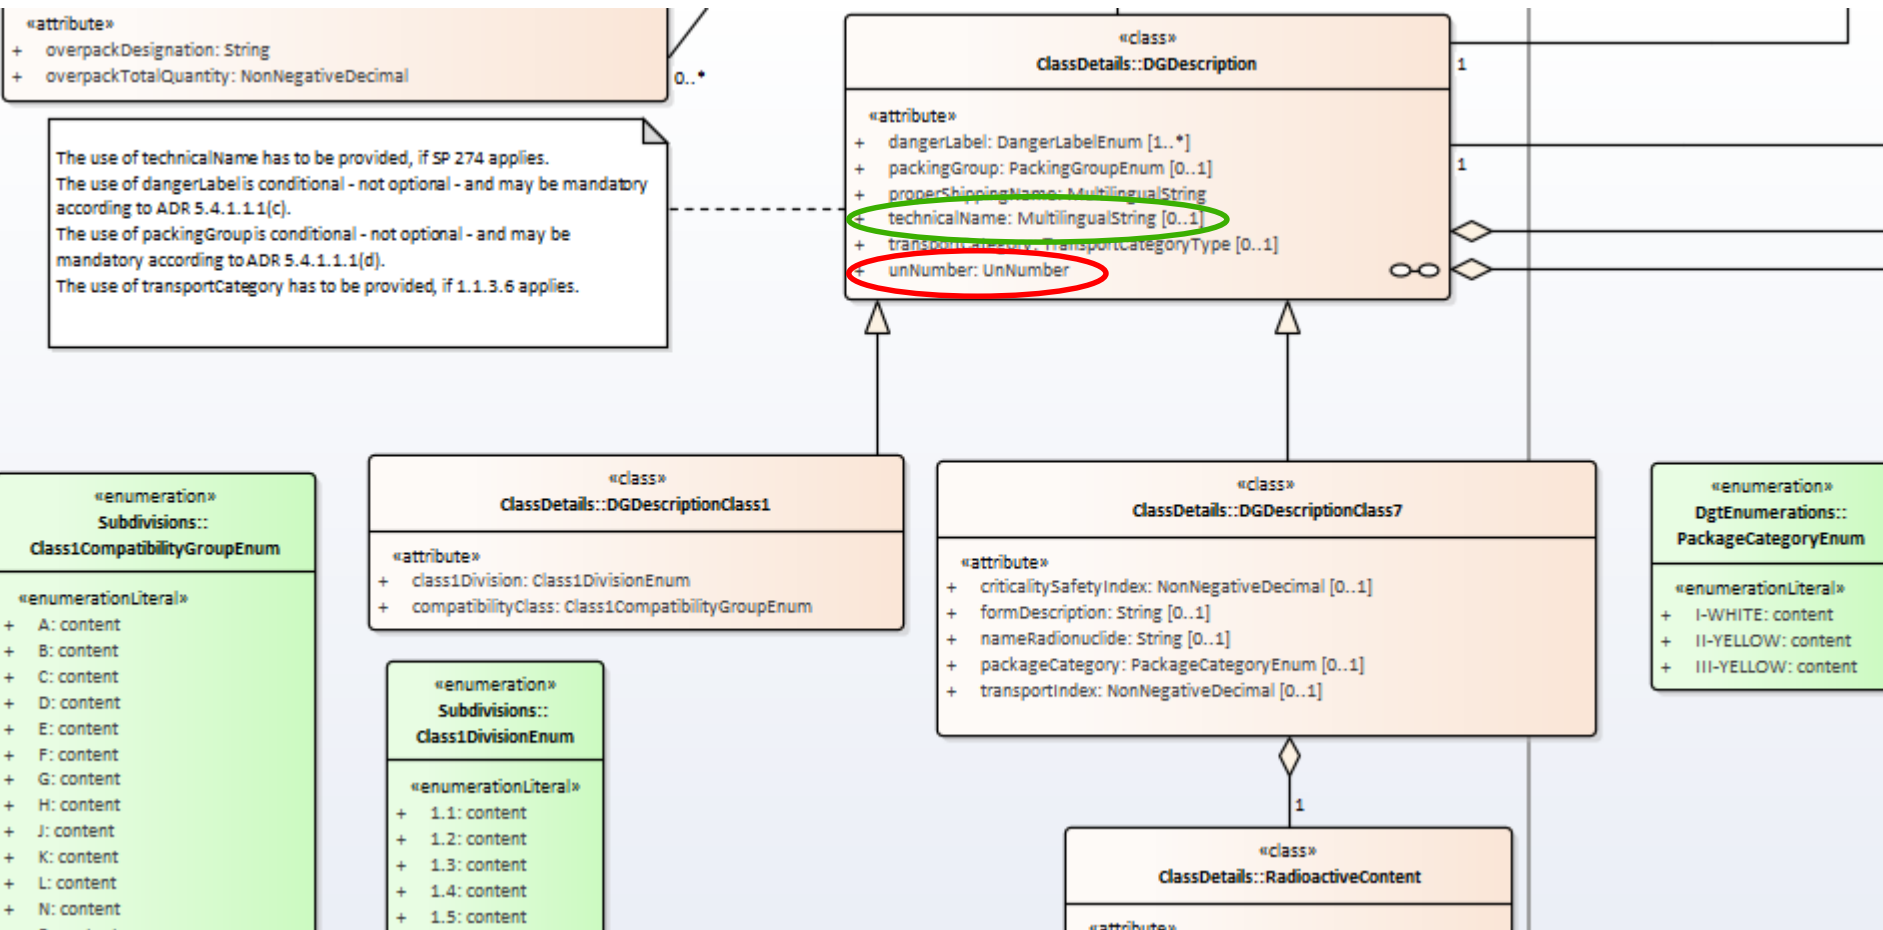 «attribute»
+ overpackDesignation: String
+ overpackTotalQuantity: NonNegativeDecimal
0..*
The use of technicalName has to be provided, if SP 274 applies.
The use of dangerLabel is conditional - not optional - and may be mandatory
according to ADR 5.4.1.1.1(c).
The use of packingGroup is conditional - not optional - and may be
mandatory according to ADR 5.4.1.1.1(d).
The use of transportCategory has to be provided, if 1.1.3.6 applies.
«class»
ClassDetails::DGDescription
«attribute»
+ dangerLabel: DangerLabelEnum [1..*]
+ packingGroup: PackingGroupEnum [0..1]
+ properShippingName: MultilingualString
+ technicalName: MultilingualString [0..1]
+ transportCategory: TransportCategoryType [0..1]
+ unNumber: UnNumber
1
1
«enumeration»
Subdivisions::
Class1CompatibilityGroupEnum
«enumerationLiteral»
+ A: content
+ B: content
+ C: content
+ D: content
+ E: content
+ F: content
+ G: content
+ H: content
+ J: content
+ K: content
+ L: content
+ N: content
«class»
ClassDetails::DGDescriptionClass1
«attribute»
+ class1Division: Class1DivisionEnum
+ compatibilityClass: Class1CompatibilityGroupEnum
«enumeration»
Subdivisions::
Class1DivisionEnum
«enumerationLiteral»
+ 1.1: content
+ 1.2: content
+ 1.3: content
+ 1.4: content
+ 1.5: content
«class»
ClassDetails::DGDescriptionClass7
«attribute»
+ criticalitySafetyIndex: NonNegativeDecimal [0..1]
+ formDescription: String [0..1]
+ nameRadionuclide: String [0..1]
+ packageCategory: PackageCategoryEnum [0..1]
+ transportIndex: NonNegativeDecimal [0..1]
1
«class»
ClassDetails::RadioactiveContent
«attribute»
«enumeration»
DgtEnumerations::
PackageCategoryEnum
«enumerationLiteral»
+ I-WHITE: content
+ II-YELLOW: content
+ III-YELLOW: content